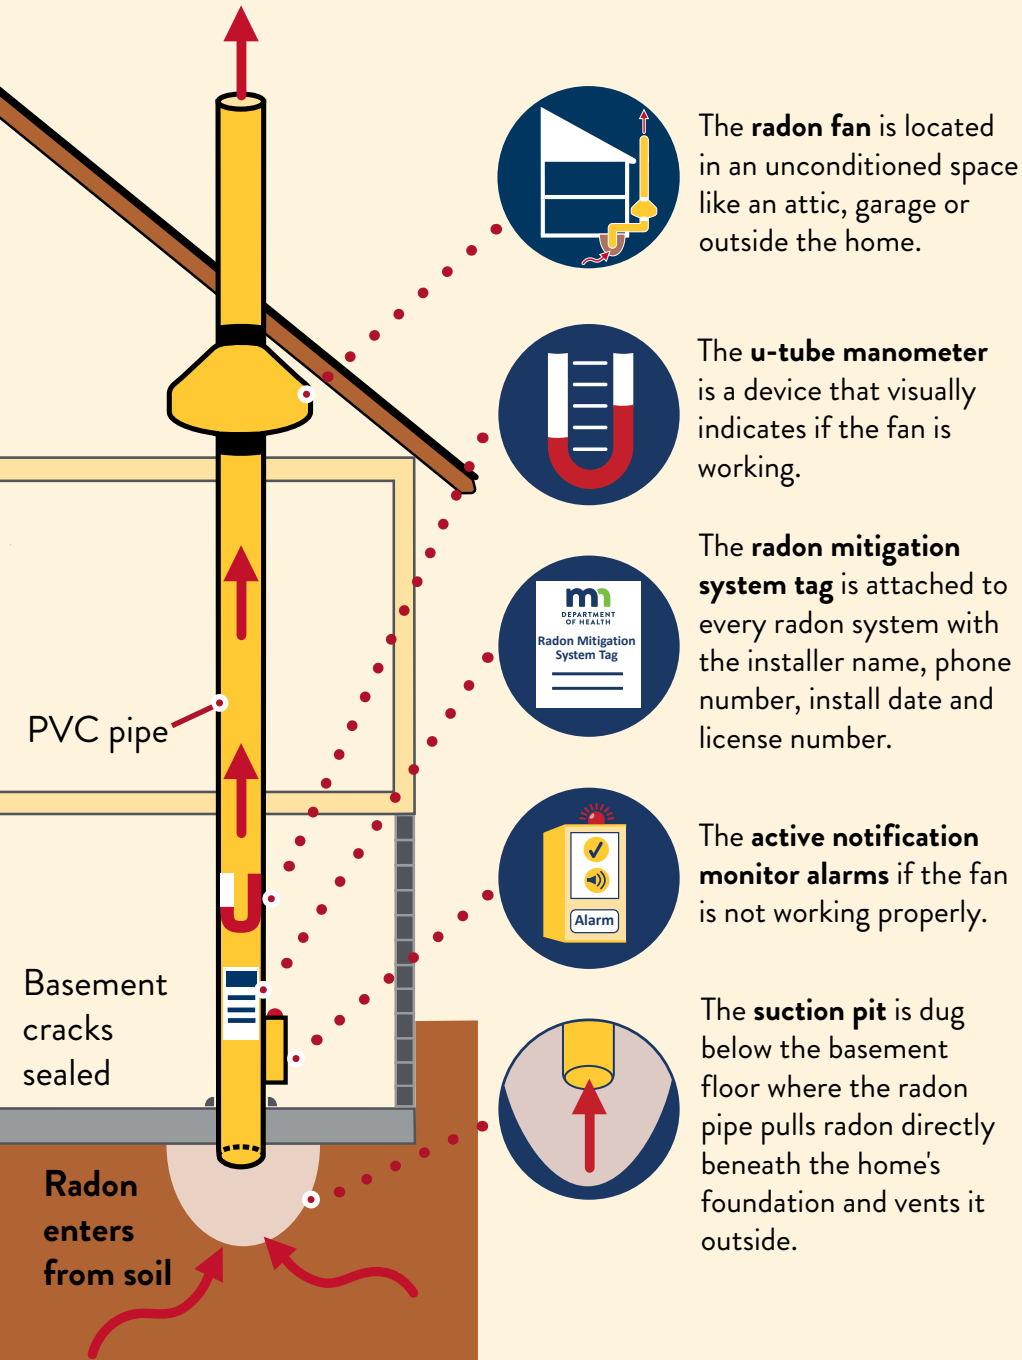 The radon fan is located
in an unconditioned space
like an attic, garage or
outside the home.
The u-tube manometer
is a device that visually
indicates if the fan is
working.
mn
DEPARTMENT
OF HEALTH
Radon Mitigation
System Tag
The radon mitigation
system tag is attached to
every radon system with
the installer name, phone
number, install date and
license number.
PVC pipe
Alarm
The active notification
monitor alarms if the fan
is not working properly.
Basement
cracks
sealed
The suction pit is dug
below the basement
floor where the radon
pipe pulls radon directly
beneath the home's
foundation and vents it
outside.
Radon
enters
from soil